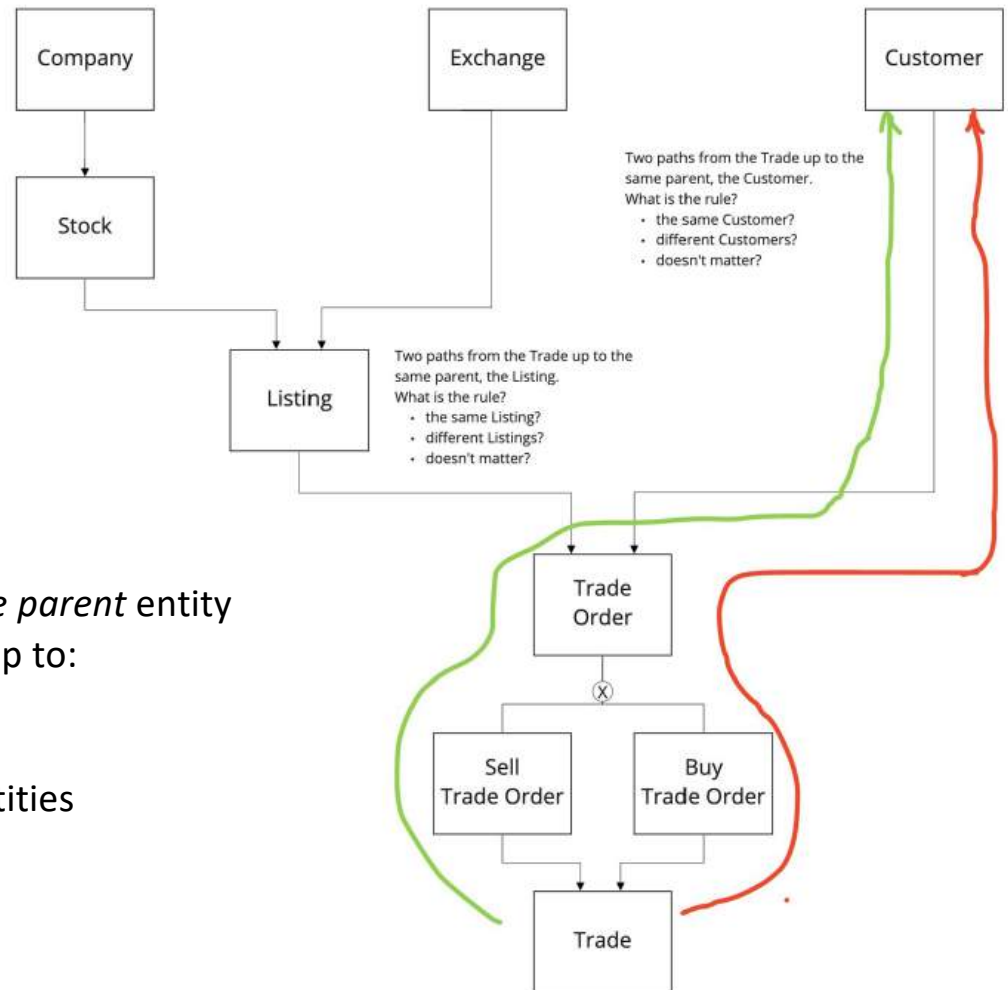 Company
Exchange
Customer
Two paths from the Trade up to the
same parent, the Customer.
What is the rule?
• the same Customer?
• different Customers?
• doesn't matter?
Stock
Listing
Two paths from the Trade up to the
same parent, the Listing.
What is the rule?
• the same Listing?
• different Listings?
• doesn't matter?
parent entity
p to:
Trade
Order
X
Sell
Trade Order
Buy
Trade Order
Trade